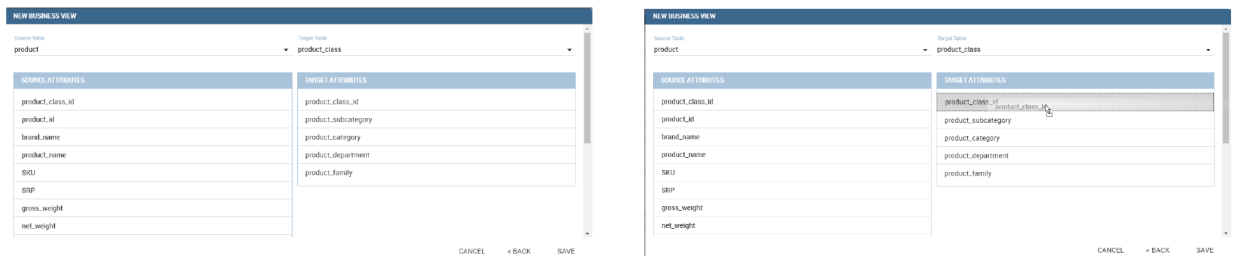 NEW BUSINESS VIEW
Source Table
Target Table
product
product_class
SOURCE ATTRIBUTES
TARGET ATTRIBUTES
product_class_id
product_class_id
product_id
product_subcategory
brand_name
product_category
product_name
product_department
SKU
product_family
SRP
gross_weight
net_weight
CANCEL
< BACK
SAVE
NEW BUSINESS VIEW
Source Table
Target Table
product
product_class
SOURCE ATTRIBUTES
TARGET ATTRIBUTES
product_class_id
product_class_id
product_class_id
product_id
product_subcategory
brand_name
product_category
product_name
product_department
SKU
product_family
SRP
gross_weight
net_weight
CANCEL
< BACK
SAVE